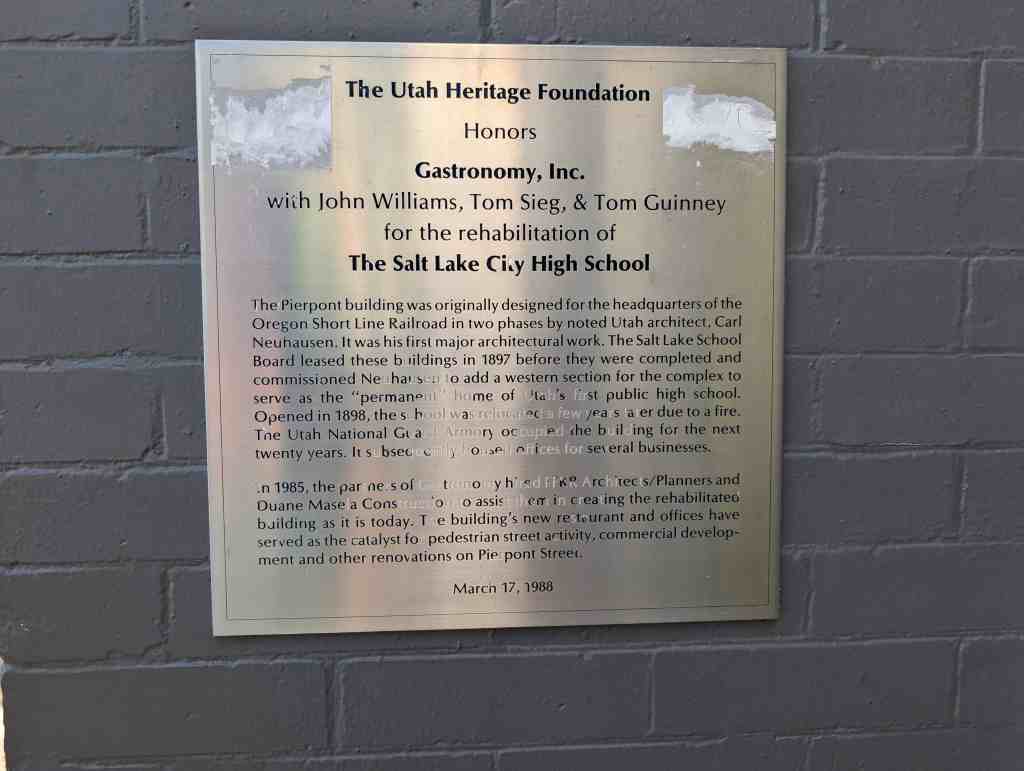 The Utah Heritage Foundation
Honors
Gastronomy, Inc.
with John Williams, Tom Sieg, & Tom Guinney
for the rehabilitation of
The Salt Lake City High School
The Pierpont building was originally designed for the headquarters of the
Oregon Short Line Railroad in two phases by noted Utah architect, Carl
Neuhausen. It was his first major architectural work. The Salt Lake School
Board leased these buildings in 1897 before they were completed and
commissioned Neuhausen to add a western section for the complex to
serve as the "permanent" home of Utah's first public high school.
Opened in 1898, the school was relocated a few years later due to a fire.
The Utah National Guard Armory occupied the building for the next
twenty years. It subsequently housed offices for several businesses.
In 1985, the partners of Gastronomy hired Architects/Planners and
Duane Construction to assist them in creating the rehabilitated
building as it is today. The building's new restaurant and offices have
served as the catalyst for pedestrian street activity, commercial develop-
ment and other renovations on Pierpont Street.
March 17, 1988